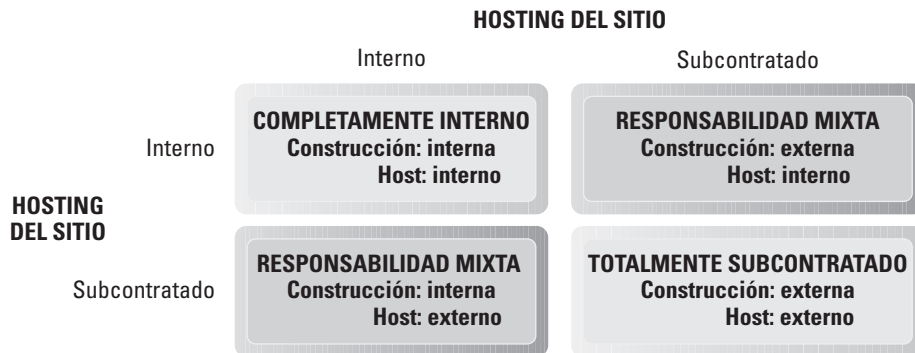 HOSTING DEL SITIO
Interno
Subcontratado
Interno
COMPLETAMENTE INTERNO
Construcción: interna
Host: interno
RESPONSABILIDAD MIXTA
Construcción: externa
Host: interno
HOSTING
DEL SITIO
Subcontratado
RESPONSABILIDAD MIXTA
Construcción: interna
Host: externo
TOTALMENTE SUBCONTRATADO
Construcción: externa
Host: externo